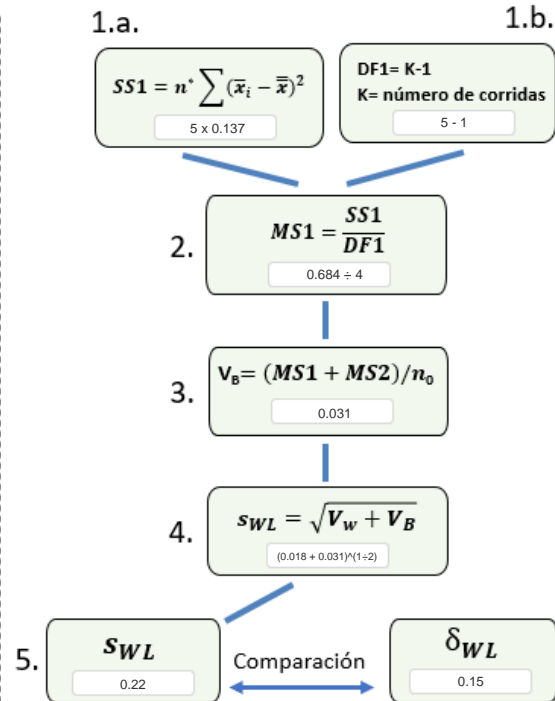 1.a.
1.b.
SS1 = n* ∑(x̅ᵢ − x̿)²
5 x 0.137
DF1= K-1
K= número de corridas
5 - 1
2.
MS1 = SS1/DF1
0.684 ÷ 4
3.
V_B= (MS1 + MS2)/n₀
0.031
4.
s_WL = √(V_w + V_B)
(0.018 + 0.031)^(1÷2)
5.
s_WL
0.22
Comparación
δ_WL
0.15